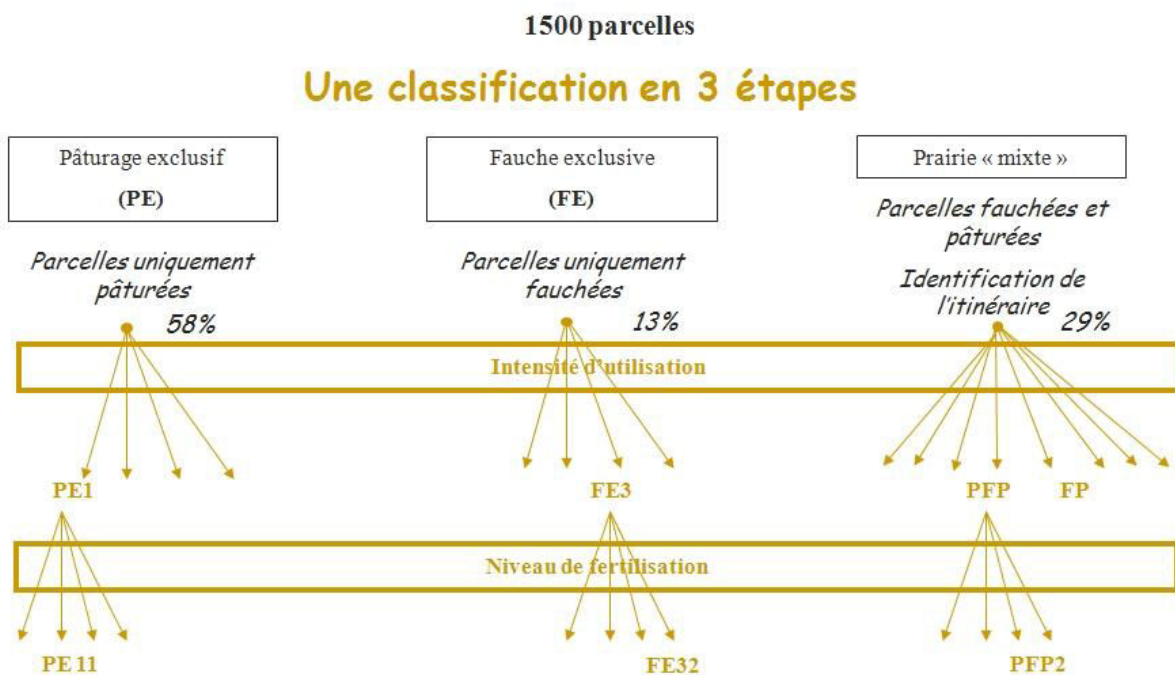 1500 parcelles
Une classification en 3 étapes
Pâturage exclusif
(PE)
Parcelles uniquement
pâturées
58%
Fauche exclusive
(FE)
Parcelles uniquement
fauchées
13%
Prairie « mixte »
Parcelles fauchées et
pâturées
Identification de
l'itinéraire
29%
Intensité d'utilisation
PE1
FE3
PFP
FP
Niveau de fertilisation
PE 11
FE32
PFP2